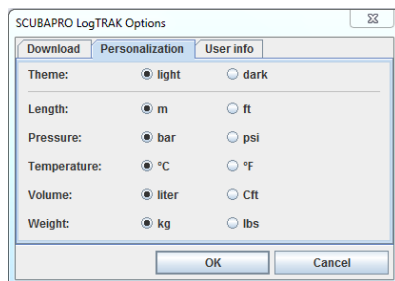 SCUBAPRO LogTRAK Options
Download Personalization User info
Theme: light dark
Length: m ft
Pressure: bar psi
Temperature: °C °F
Volume: liter Cft
Weight: kg lbs
OK Cancel